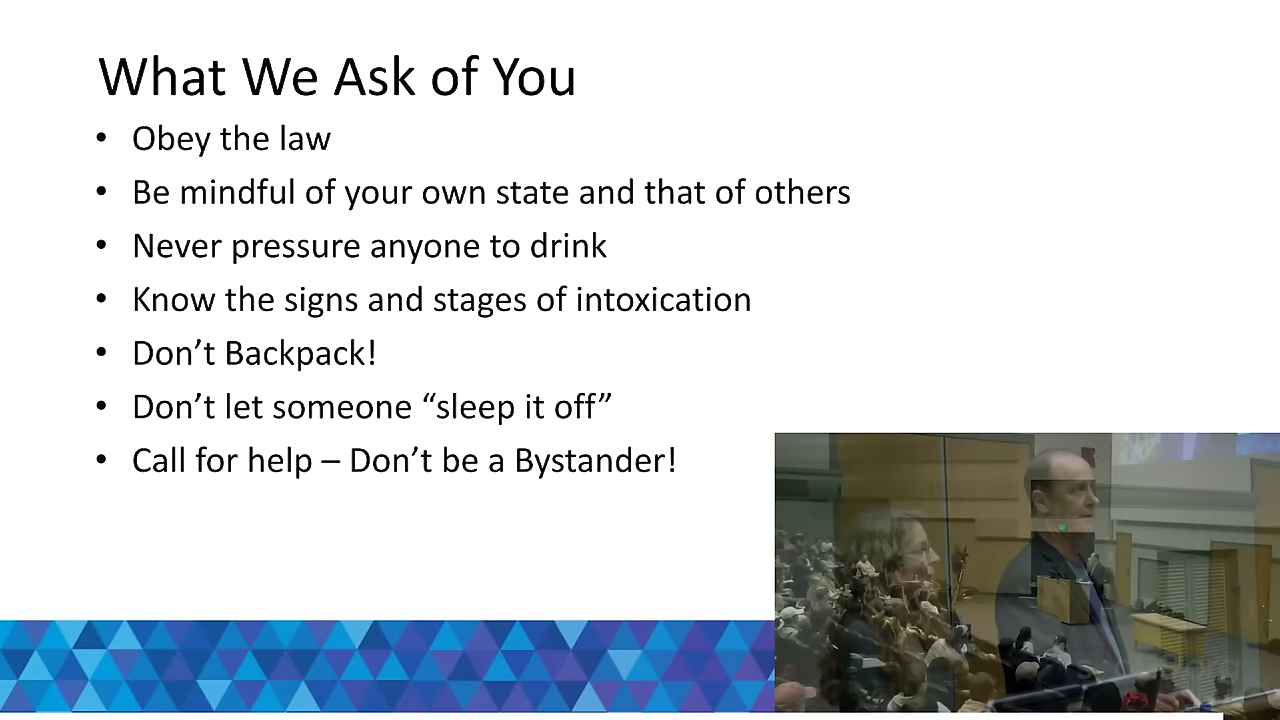 What We Ask of You
• Obey the law
• Be mindful of your own state and that of others
• Never pressure anyone to drink
• Know the signs and stages of intoxication
• Don’t Backpack!
• Don’t let someone “sleep it off”
• Call for help – Don’t be a Bystander!